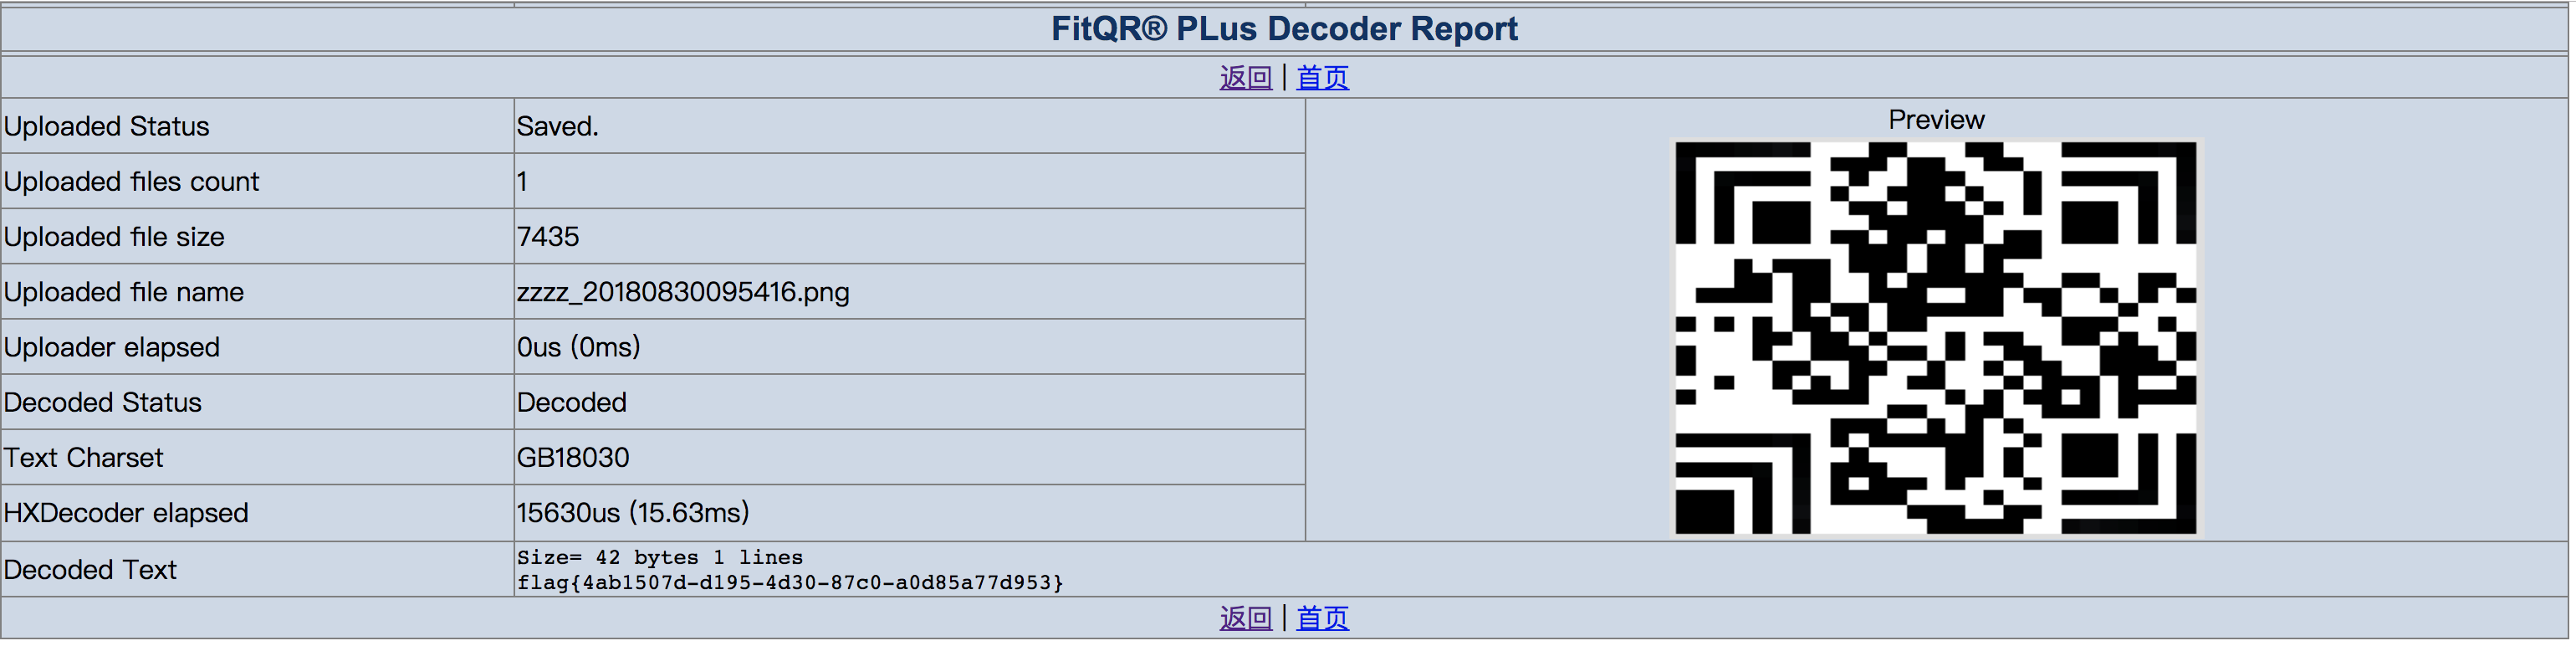 FitQR® PLus Decoder Report
返回 | 首页
Uploaded Status Saved.
Preview
Uploaded files count 1
Uploaded file size 7435
Uploaded file name zzzz_20180830095416.png
Uploader elapsed 0us (0ms)
Decoded Status Decoded
Text Charset GB18030
HXDecoder elapsed 15630us (15.63ms)
Decoded Text Size= 42 bytes 1 lines
flag{4ab1507d-d195-4d30-87c0-a0d85a77d953}
返回 | 首页